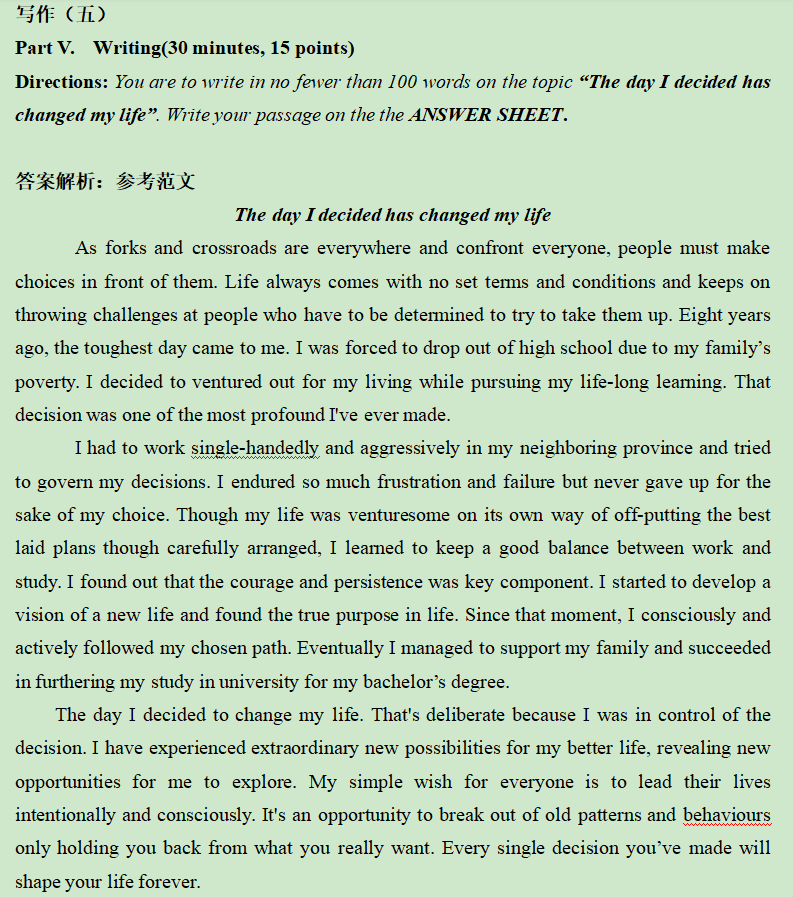 写作（五）
Part V. Writing(30 minutes, 15 points)
Directions: You are to write in no fewer than 100 words on the topic “The day I decided has
changed my life”. Write your passage on the the ANSWER SHEET.
答案解析：参考范文
The day I decided has changed my life
As forks and crossroads are everywhere and confront everyone, people must make
choices in front of them. Life always comes with no set terms and conditions and keeps on
throwing challenges at people who have to be determined to try to take them up. Eight years
ago, the toughest day came to me. I was forced to drop out of high school due to my family’s
poverty. I decided to ventured out for my living while pursuing my life-long learning. That
decision was one of the most profound I've ever made.
I had to work single-handedly and aggressively in my neighboring province and tried
to govern my decisions. I endured so much frustration and failure but never gave up for the
sake of my choice. Though my life was venturesome on its own way of off-putting the best
laid plans though carefully arranged, I learned to keep a good balance between work and
study. I found out that the courage and persistence was key component. I started to develop a
vision of a new life and found the true purpose in life. Since that moment, I consciously and
actively followed my chosen path. Eventually I managed to support my family and succeeded
in furthering my study in university for my bachelor’s degree.
The day I decided to change my life. That's deliberate because I was in control of the
decision. I have experienced extraordinary new possibilities for my better life, revealing new
opportunities for me to explore. My simple wish for everyone is to lead their lives
intentionally and consciously. It's an opportunity to break out of old patterns and behaviours
only holding you back from what you really want. Every single decision you’ve made will
shape your life forever.